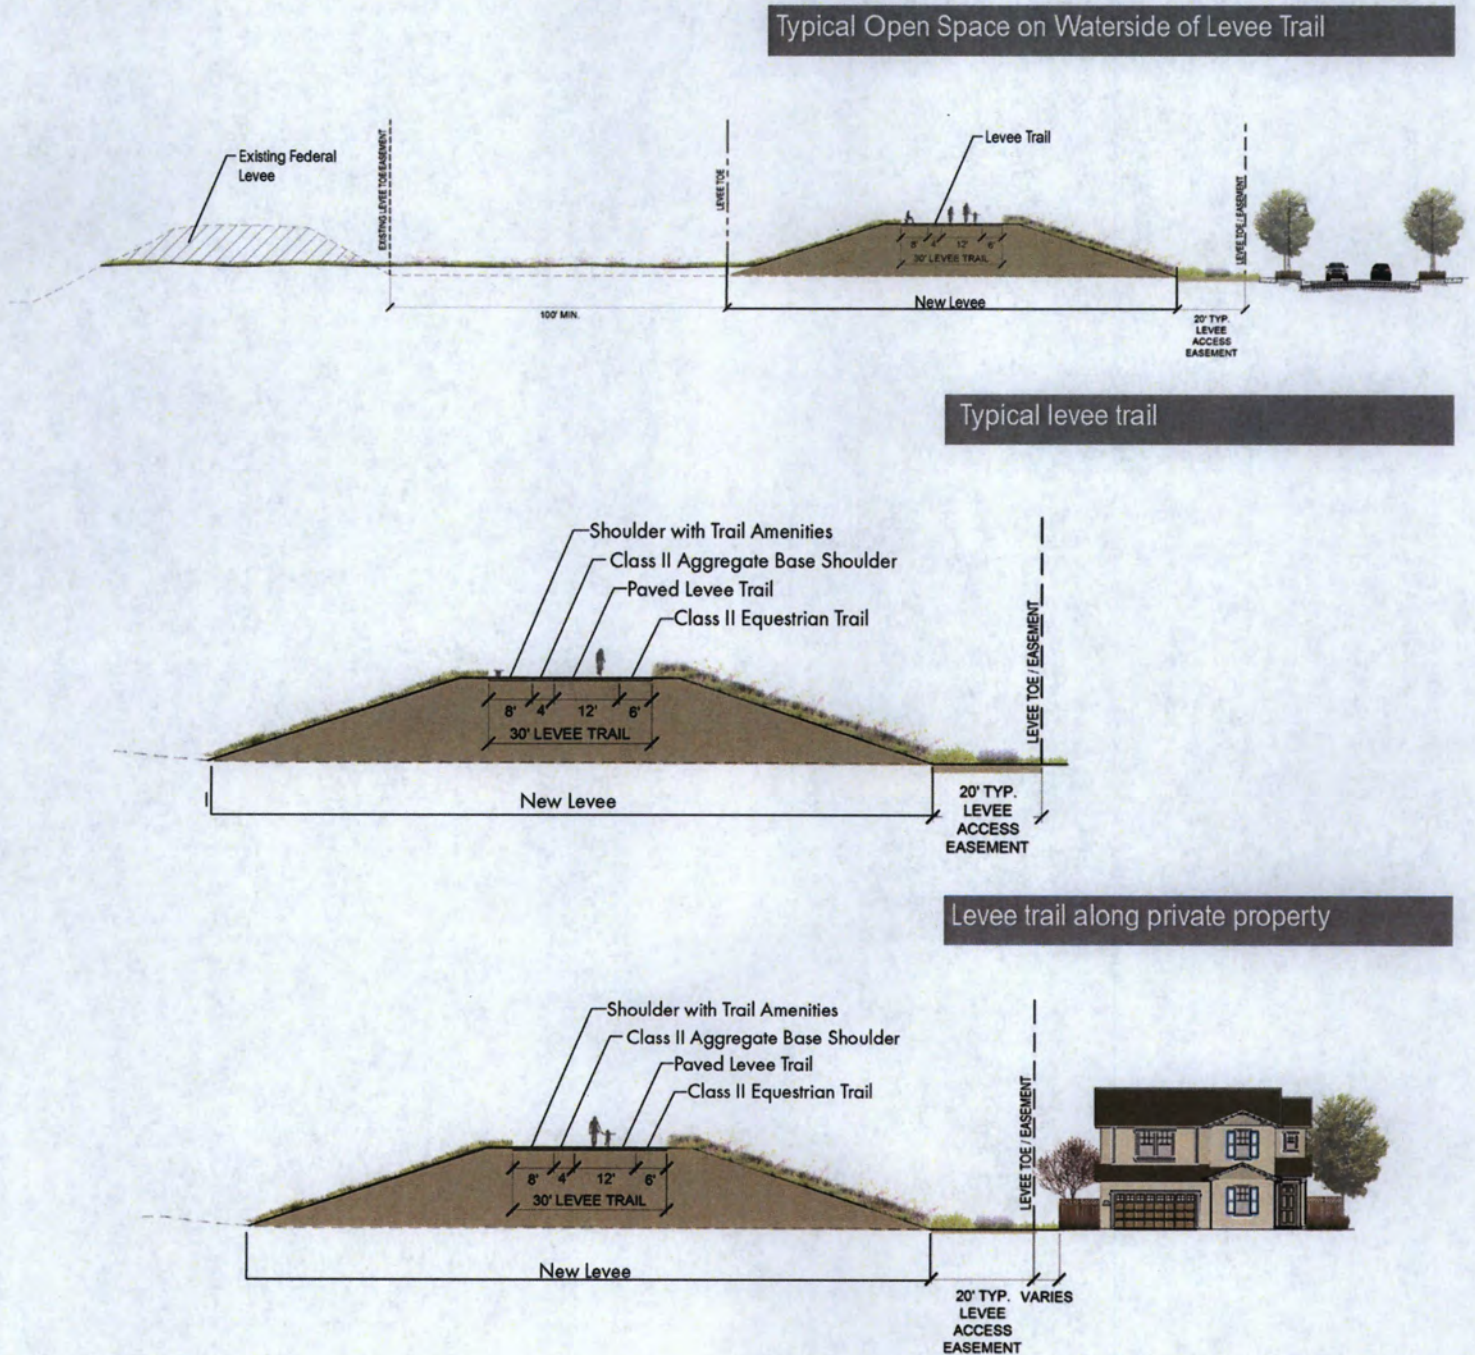 Typical Open Space on Waterside of Levee Trail
Existing Federal
Levee
EXISTING LEVEE TOE/EASEMENT
LEVEE TOE
Levee Trail
LEVEE TOE / EASEMENT
8' 4' 12' 6'
30' LEVEE TRAIL
100' MIN.
New Levee
20' TYP.
LEVEE
ACCESS
EASEMENT
Typical levee trail
Shoulder with Trail Amenities
Class II Aggregate Base Shoulder
Paved Levee Trail
Class II Equestrian Trail
LEVEE TOE / EASEMENT
8' 4' 12' 6'
30' LEVEE TRAIL
New Levee
20' TYP.
LEVEE
ACCESS
EASEMENT
Levee trail along private property
Shoulder with Trail Amenities
Class II Aggregate Base Shoulder
Paved Levee Trail
Class II Equestrian Trail
LEVEE TOE / EASEMENT
8' 4' 12' 6'
30' LEVEE TRAIL
New Levee
20' TYP. VARIES
LEVEE
ACCESS
EASEMENT